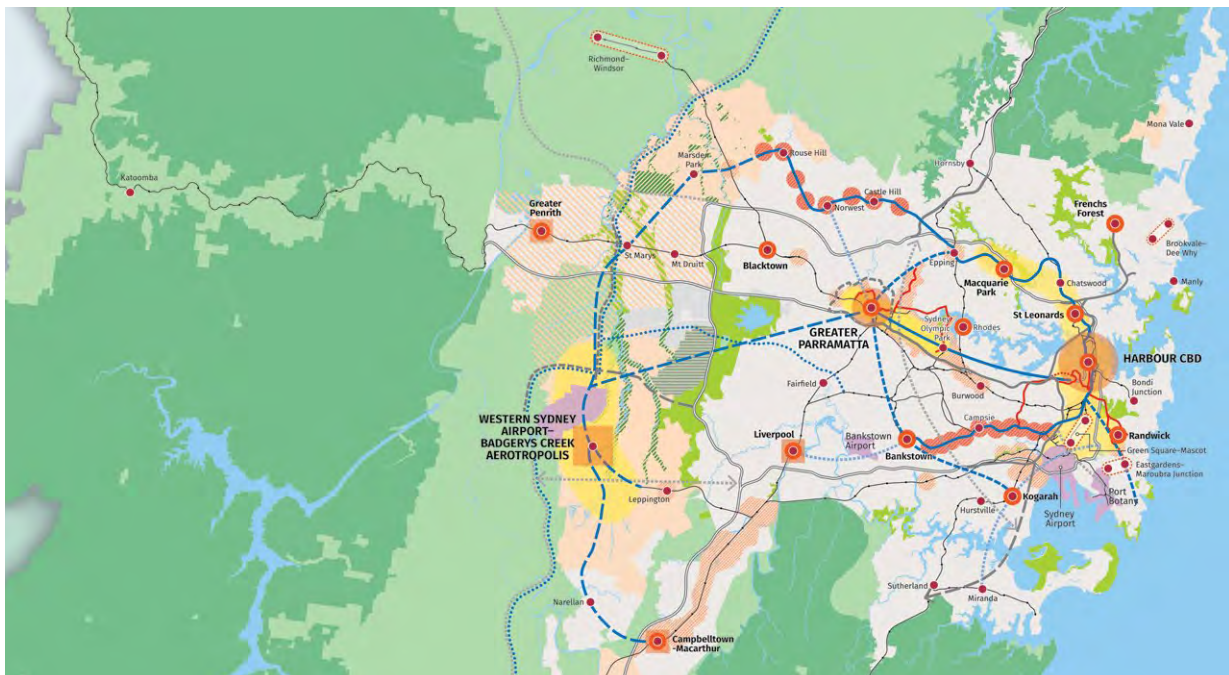 Richmond–
Windsor
Mona Vale
Hornsby
Marsden
Park
Rouse Hill
Katoomba
Castle Hill
Norwest
Greater
Penrith
Frenchs
Forest
St Marys
Mt Druitt
Blacktown
Epping
Brookvale–
Dee Why
Macquarie
Park
Chatswood
Manly
St Leonards
GREATER
PARRAMATTA
Sydney
Olympic
Park
Rhodes
HARBOUR CBD
Bondi
Junction
Fairfield
Burwood
WESTERN SYDNEY
AIRPORT–
BADGERYS CREEK
AEROTROPOLIS
Liverpool
Bankstown
Airport
Campsie
Bankstown
Randwick
Green Square–Mascot
Eastgardens–
Maroubra Junction
Leppington
Kogarah
Port
Botany
Hurstville
Sydney
Airport
Sutherland
Miranda
Narellan
Campbelltown
-Macarthur